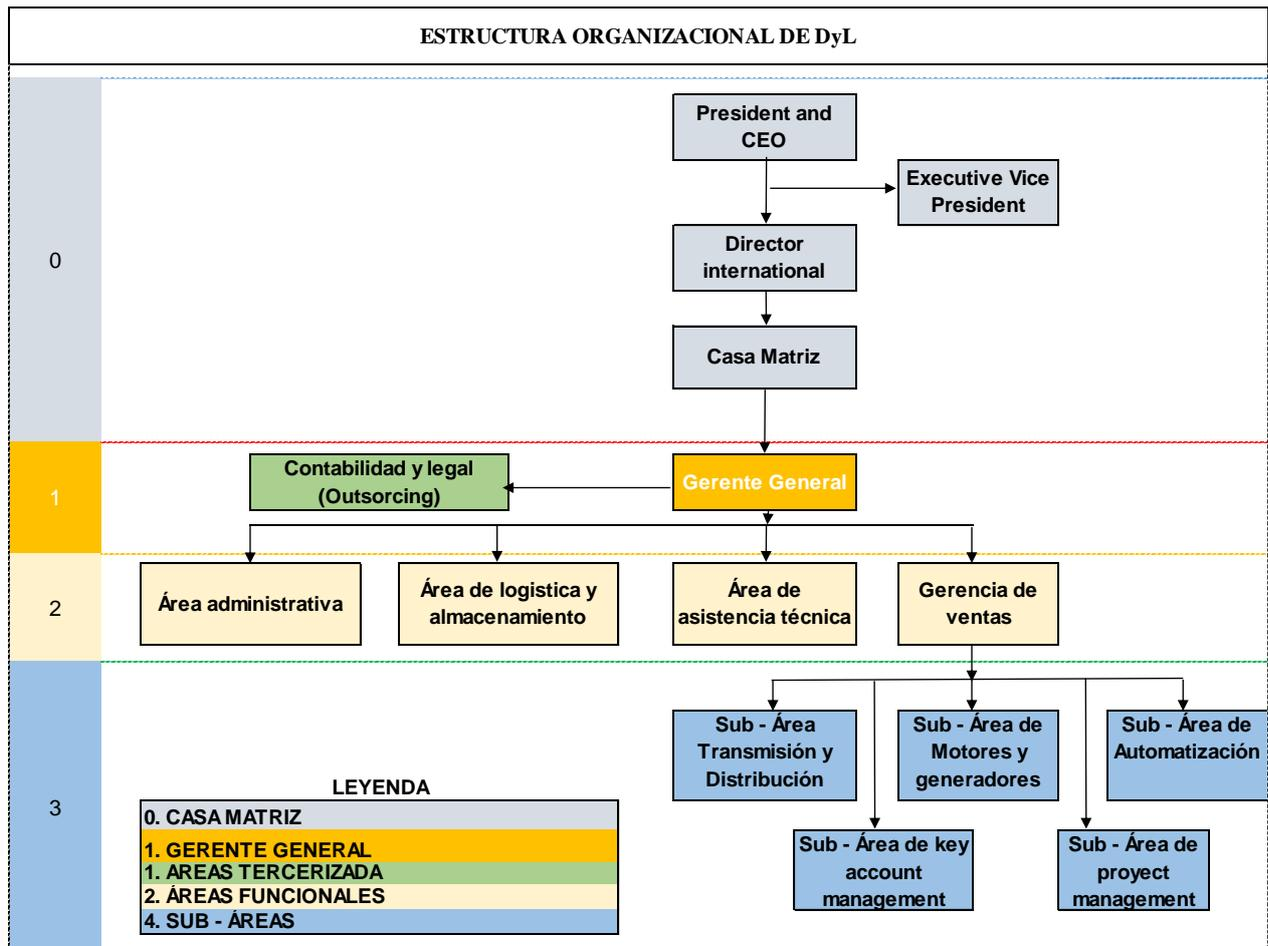 ESTRUCTURA ORGANIZACIONAL DE DyL
0
President and
CEO
Executive Vice
President
Director
international
Casa Matriz
1
Contabilidad y legal
(Outsorcing)
Gerente General
2
Área administrativa
Área de logistica y
almacenamiento
Área de
asistencia técnica
Gerencia de
ventas
3
Sub - Área
Transmisión y
Distribución
Sub - Área de
Motores y
generadores
Sub - Área de
Automatización
Sub - Área de key
account
management
Sub - Área de
proyect
management
LEYENDA
0. CASA MATRIZ
1. GERENTE GENERAL
1. AREAS TERCERIZADA
2. ÁREAS FUNCIONALES
4. SUB - ÁREAS